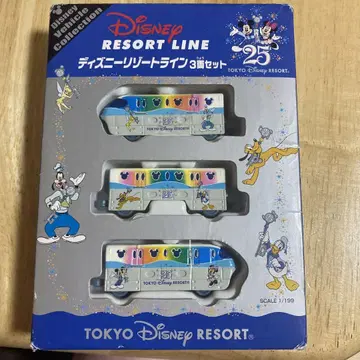 Disney
Vehicle
Collection
Disney
RESORT LINE
ディズニーリゾートライン3両セット
25
TOKYO Disney RESORT®
TOKYO Disney RESORT
TOKYO Disney RESORT
SCALE 1/199
TOKYO Disney RESORT®